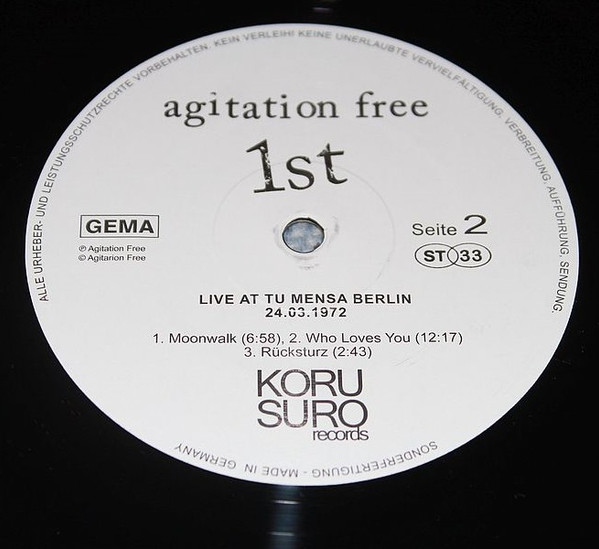 ALLE URHEBER- UND LEISTUNGSSCHUTZRECHTE VORBEHALTEN. KEIN VERLEIH! KEINE UNERLAUBTE VERVIELFÄLTIGUNG, VERBREITUNG, AUFFÜHRUNG, SENDUNG.
agitation free
1st
GEMA
℗ Agitation Free
© Agitarion Free
Seite 2
ST 33
LIVE AT TU MENSA BERLIN
24.03.1972
1. Moonwalk (6:58), 2. Who Loves You (12:17)
3. Rücksturz (2:43)
KORU
SURO
records
SONDERFERTIGUNG - MADE IN GERMANY